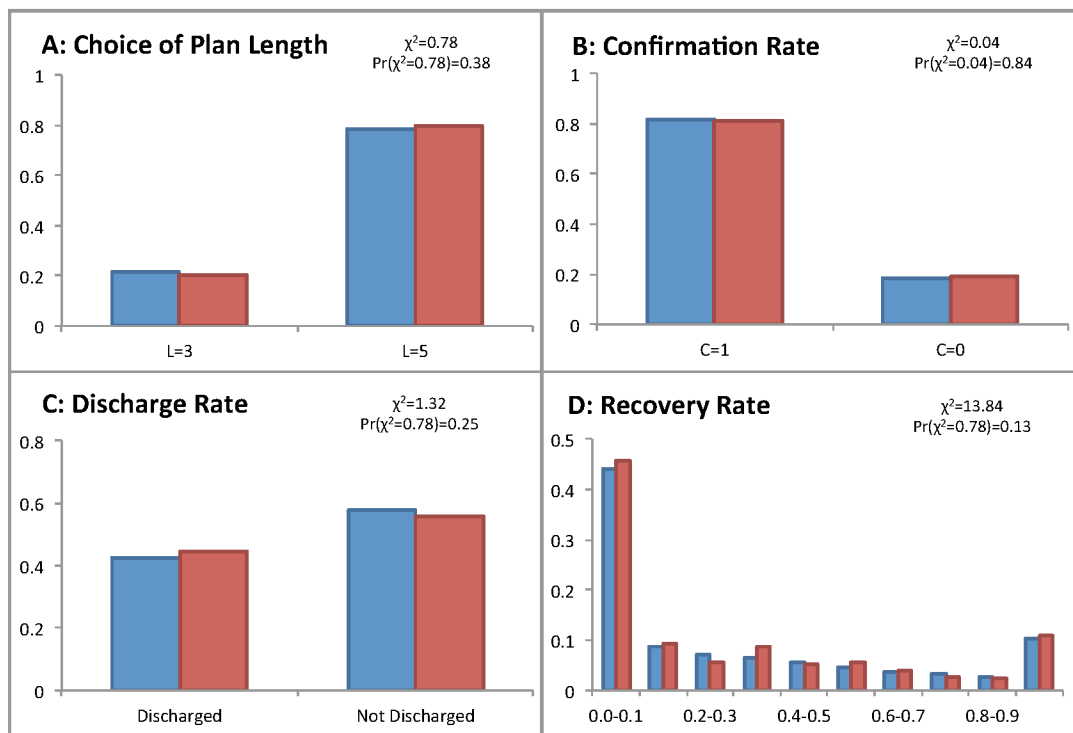 A: Choice of Plan Length
χ²=0.78
Pr(χ²=0.78)=0.38
1
0.8
0.6
0.4
0.2
0
L=3 L=5
B: Confirmation Rate
χ²=0.04
Pr(χ²=0.04)=0.84
1
0.8
0.6
0.4
0.2
0
C=1 C=0
C: Discharge Rate
χ²=1.32
Pr(χ²=0.78)=0.25
0.8
0.6
0.4
0.2
0
Discharged Not Discharged
D: Recovery Rate
χ²=13.84
Pr(χ²=0.78)=0.13
0.5
0.4
0.3
0.2
0.1
0
0.0-0.1 0.2-0.3 0.4-0.5 0.6-0.7 0.8-0.9